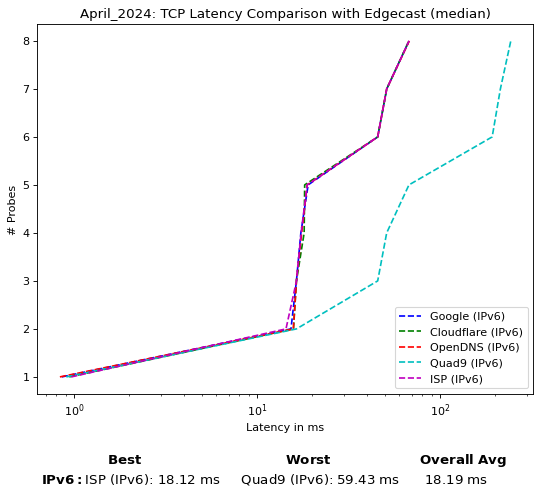 April_2024: TCP Latency Comparison with Edgecast (median)
# Probes
8
7
6
5
4
3
2
1
Google (IPv6)
Cloudflare (IPv6)
OpenDNS (IPv6)
Quad9 (IPv6)
ISP (IPv6)
10⁰ 10¹ 10²
Latency in ms
Best Worst Overall Avg
IPv6: ISP (IPv6): 18.12 ms Quad9 (IPv6): 59.43 ms 18.19 ms